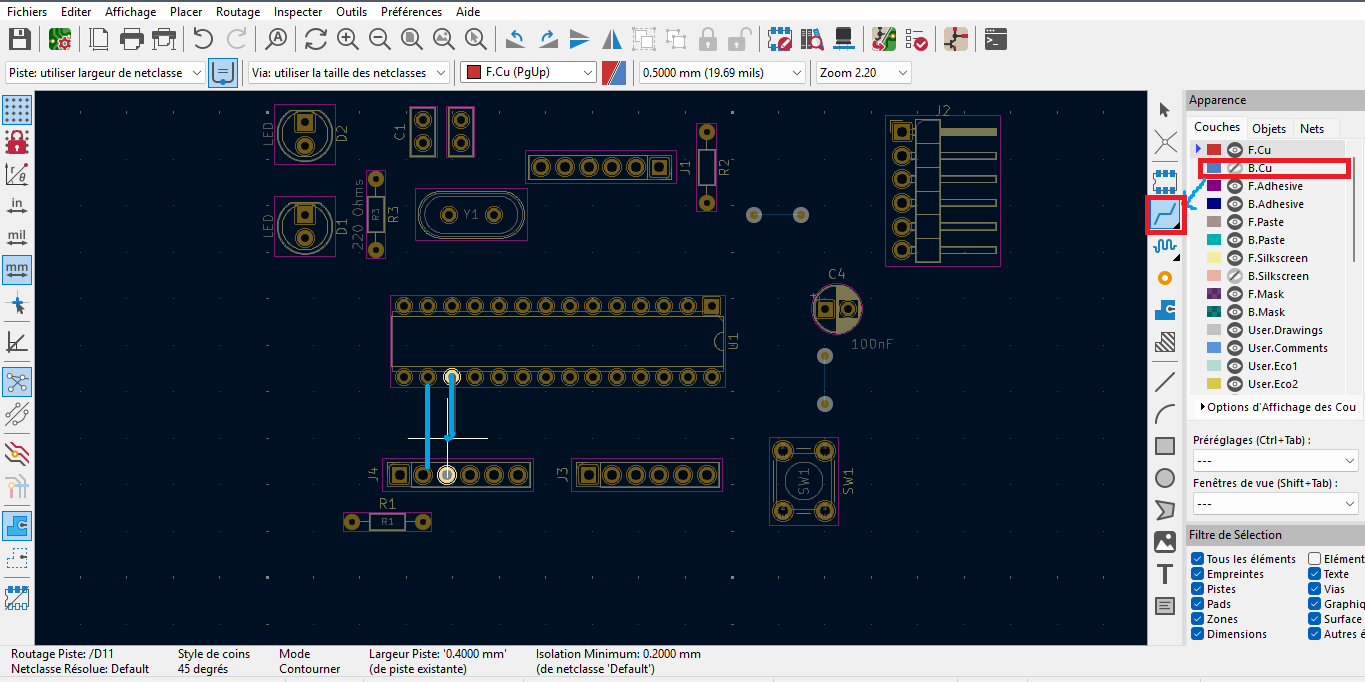 Fichiers Editer Affichage Placer Routage Inspecter Outils Préférences Aide
Piste: utiliser largeur de netclasse Via: utiliser la taille des netclasses F.Cu (PgUp) 0.5000 mm (19.69 mils) Zoom 2.20
in
mil
mm
LED D2
C1
J1
R2
J2
LED D1
220 Ohms
R3 R3
Y1
C4
100nF
U1
J4
J3
SW1 SW1
R1
R1
Apparence
Couches Objets Nets
F.Cu
B.Cu
F.Adhesive
B.Adhesive
F.Paste
B.Paste
F.Silkscreen
B.Silkscreen
F.Mask
B.Mask
User.Drawings
User.Comments
User.Eco1
User.Eco2
Options d'Affichage des Cou
Préréglages (Ctrl+Tab) :
---
Fenêtres de vue (Shift+Tab) :
---
Filtre de Sélection
Tous les éléments Elément
Empreintes Texte
Pistes Vias
Pads Graphiq
Zones Surface
Dimensions Autres é
Routage Piste: /D11 Style de coins Mode Largeur Piste: '0.4000 mm' Isolation Minimum: 0.2000 mm
Netclasse Résolue: Default 45 degrés Contourner (de piste existante) (de netclasse 'Default')